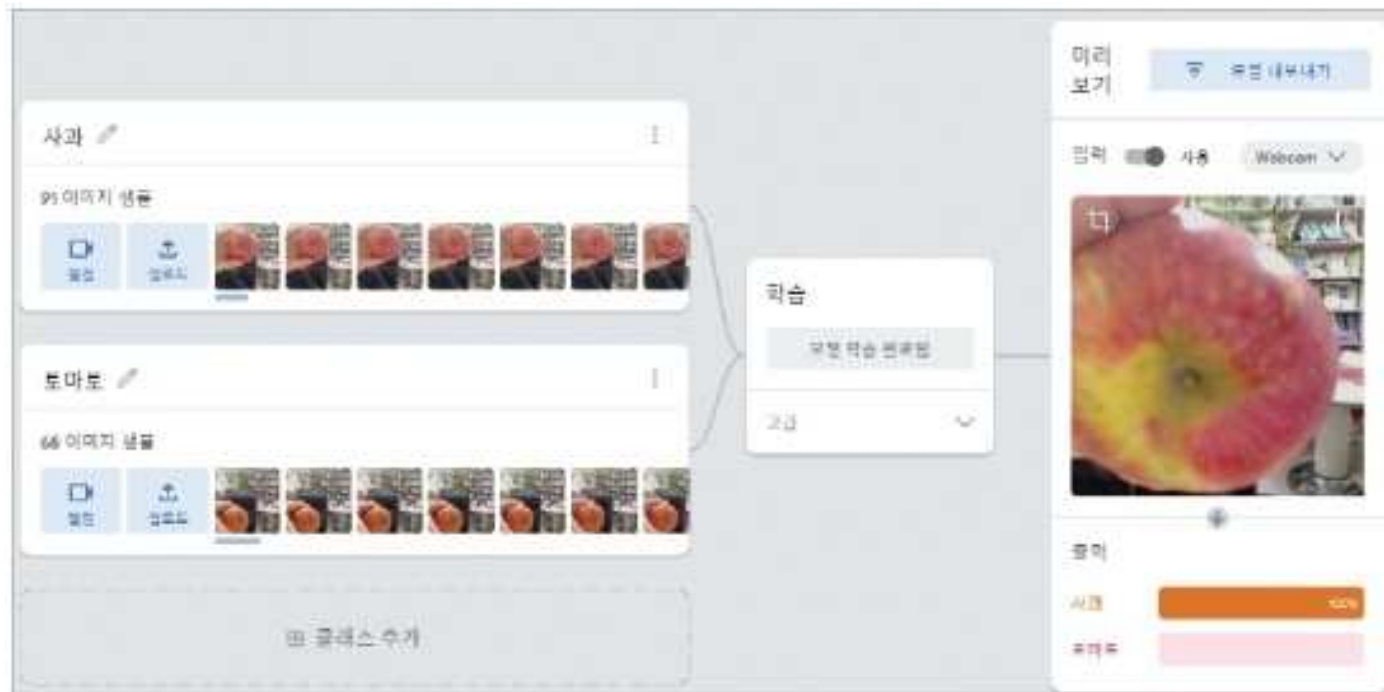 미리
보기
모델 내보내기
사과
입력 사용 Webcam
91 이미지 샘플
웹캠 업로드
학습
모델 학습 완료됨
토마토
고급
66 이미지 샘플
웹캠 업로드
출력
사과 100%
토마토
클래스 추가